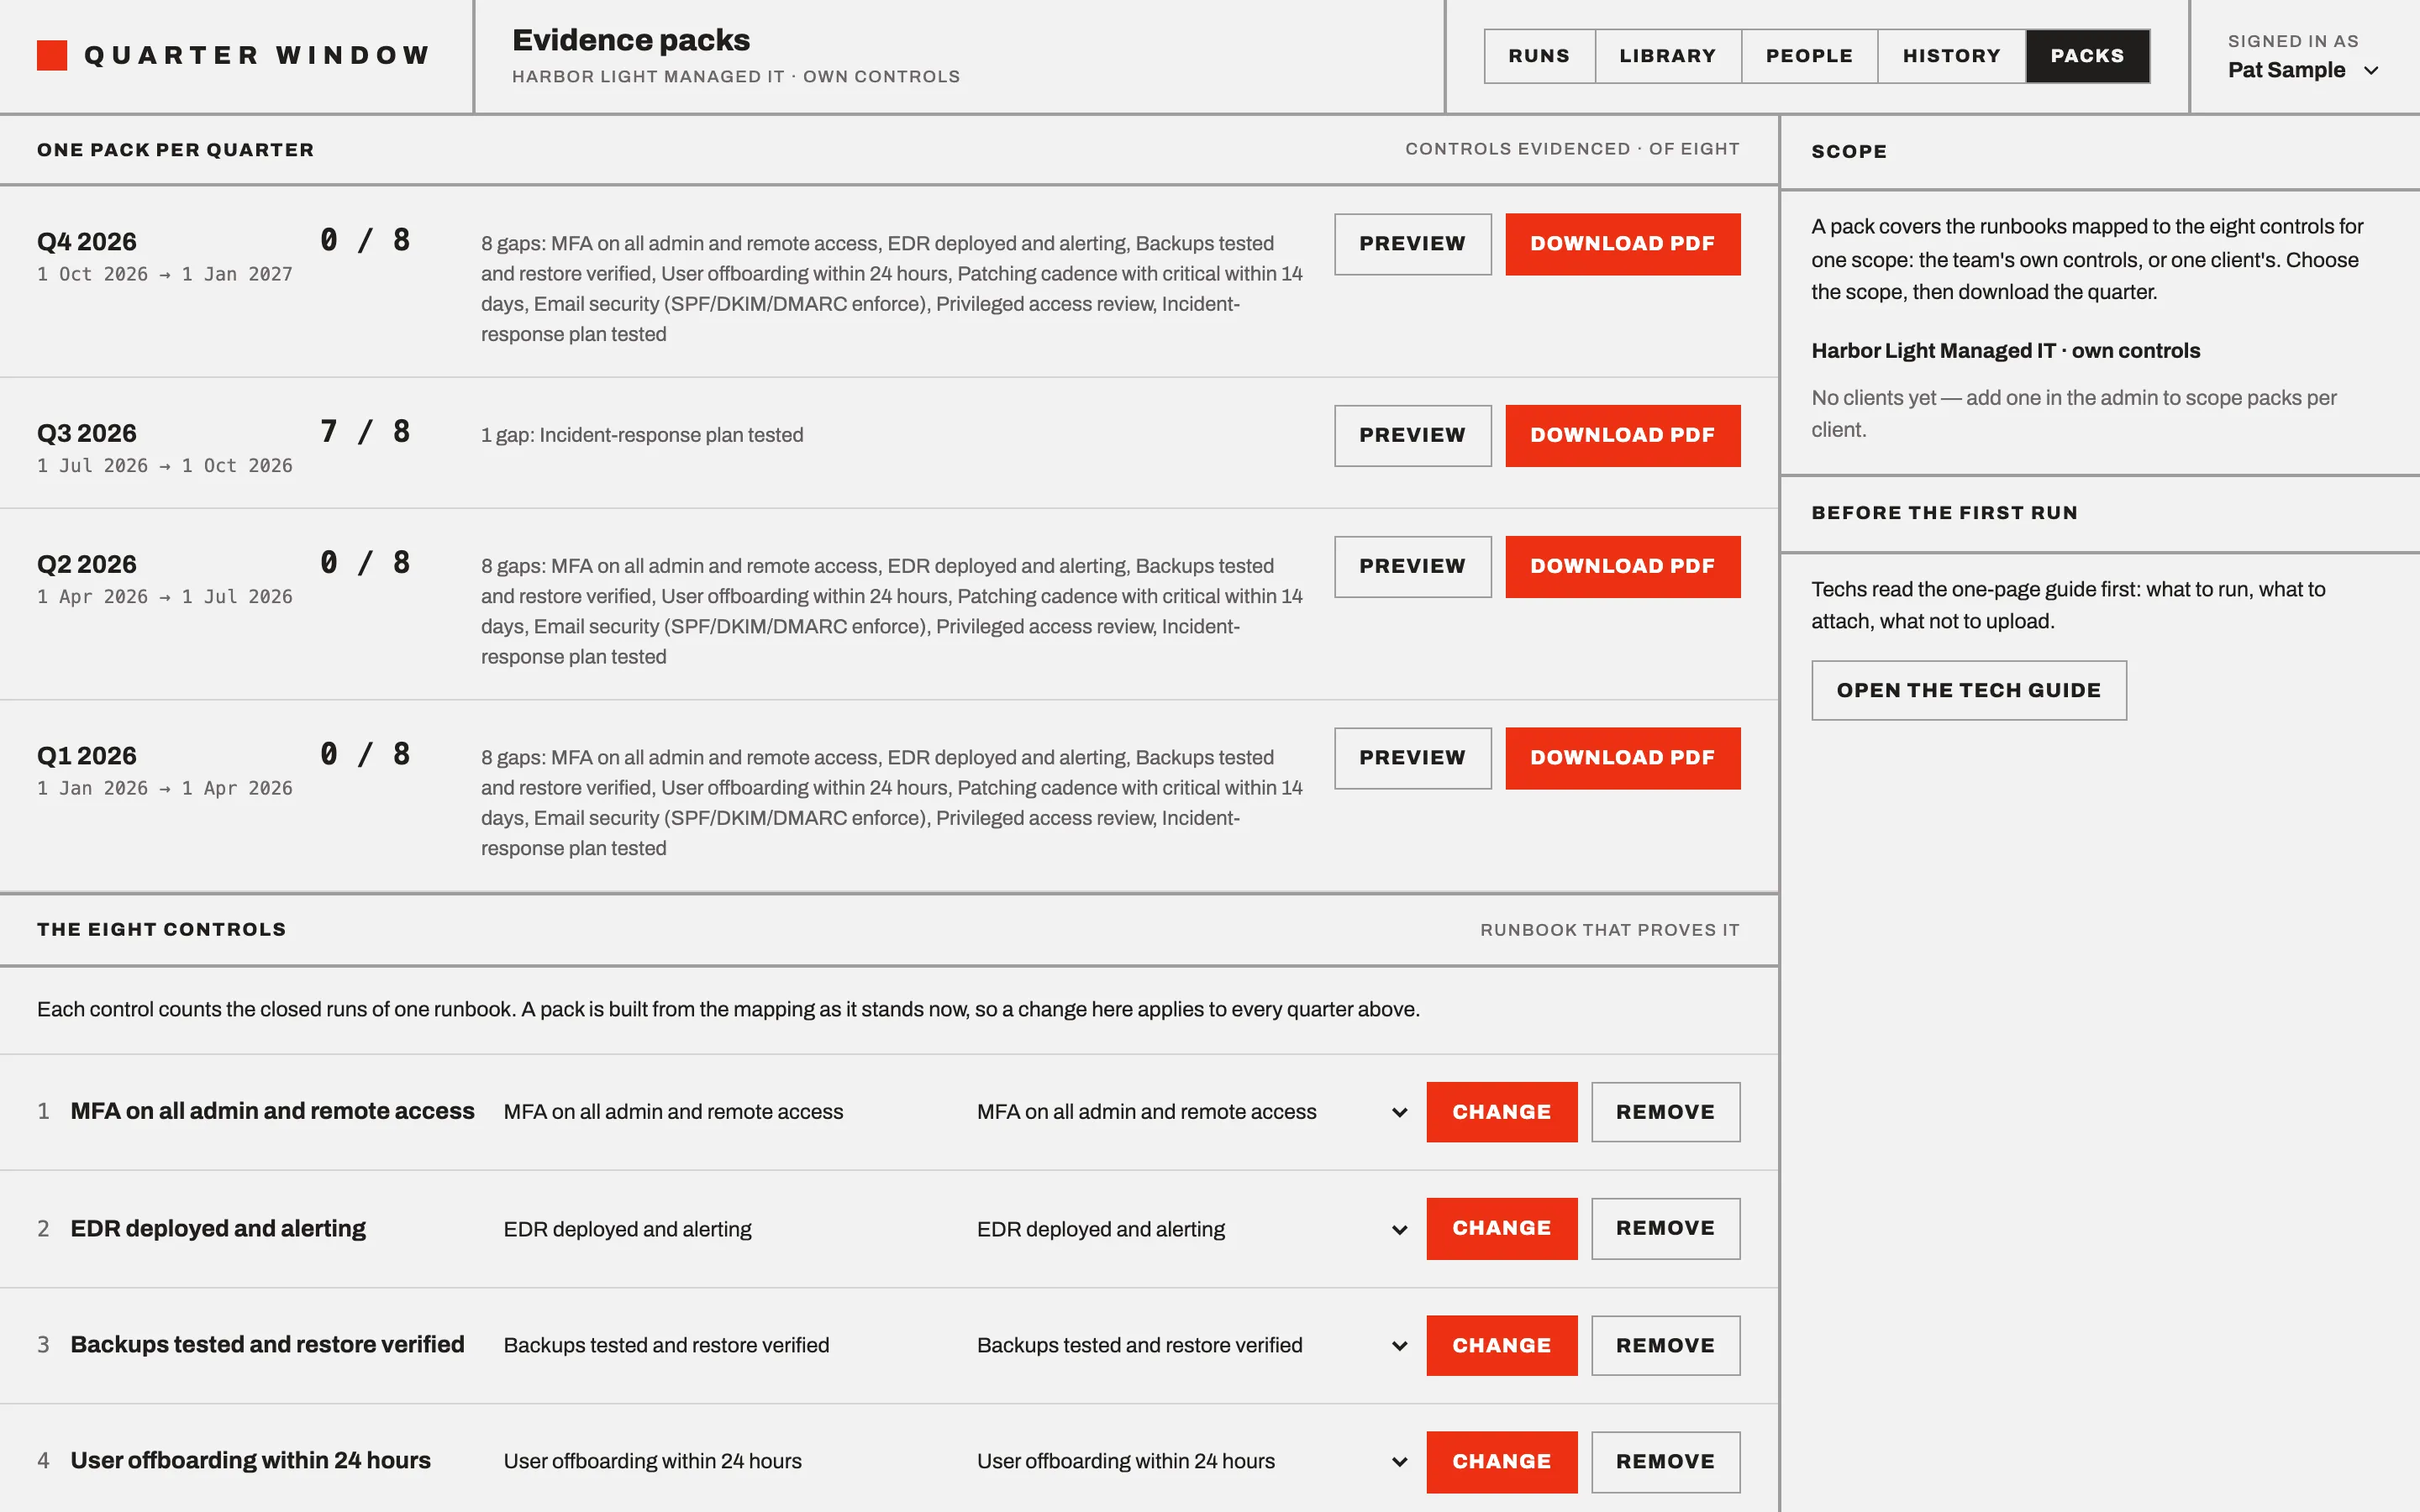 QUARTER WINDOW
Evidence packs
HARBOR LIGHT MANAGED IT · OWN CONTROLS
RUNS
LIBRARY
PEOPLE
HISTORY
PACKS
SIGNED IN AS
Pat Sample
ONE PACK PER QUARTER
CONTROLS EVIDENCED · OF EIGHT
Q4 2026
1 Oct 2026 → 1 Jan 2027
0 / 8
8 gaps: MFA on all admin and remote access, EDR deployed and alerting, Backups tested
and restore verified, User offboarding within 24 hours, Patching cadence with critical within 14
days, Email security (SPF/DKIM/DMARC enforce), Privileged access review, Incident-
response plan tested
PREVIEW
DOWNLOAD PDF
Q3 2026
1 Jul 2026 → 1 Oct 2026
7 / 8
1 gap: Incident-response plan tested
PREVIEW
DOWNLOAD PDF
Q2 2026
1 Apr 2026 → 1 Jul 2026
0 / 8
8 gaps: MFA on all admin and remote access, EDR deployed and alerting, Backups tested
and restore verified, User offboarding within 24 hours, Patching cadence with critical within 14
days, Email security (SPF/DKIM/DMARC enforce), Privileged access review, Incident-
response plan tested
PREVIEW
DOWNLOAD PDF
Q1 2026
1 Jan 2026 → 1 Apr 2026
0 / 8
8 gaps: MFA on all admin and remote access, EDR deployed and alerting, Backups tested
and restore verified, User offboarding within 24 hours, Patching cadence with critical within 14
days, Email security (SPF/DKIM/DMARC enforce), Privileged access review, Incident-
response plan tested
PREVIEW
DOWNLOAD PDF
THE EIGHT CONTROLS
RUNBOOK THAT PROVES IT
Each control counts the closed runs of one runbook. A pack is built from the mapping as it stands now, so a change here applies to every quarter above.
1 MFA on all admin and remote access
MFA on all admin and remote access
MFA on all admin and remote access
CHANGE
REMOVE
2 EDR deployed and alerting
EDR deployed and alerting
EDR deployed and alerting
CHANGE
REMOVE
3 Backups tested and restore verified
Backups tested and restore verified
Backups tested and restore verified
CHANGE
REMOVE
4 User offboarding within 24 hours
User offboarding within 24 hours
User offboarding within 24 hours
CHANGE
REMOVE
SCOPE
A pack covers the runbooks mapped to the eight controls for
one scope: the team's own controls, or one client's. Choose
the scope, then download the quarter.
Harbor Light Managed IT · own controls
No clients yet — add one in the admin to scope packs per
client.
BEFORE THE FIRST RUN
Techs read the one-page guide first: what to run, what to
attach, what not to upload.
OPEN THE TECH GUIDE